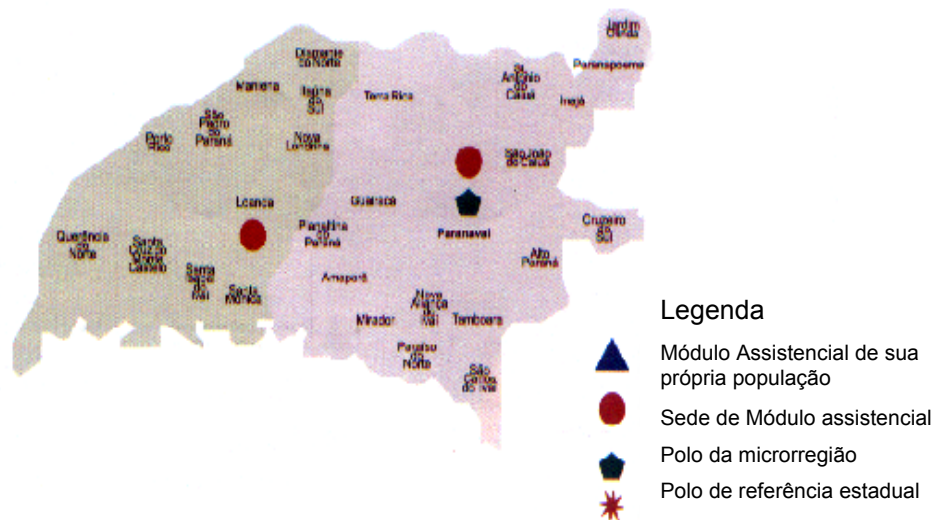 Jardim
Olinda
Paranapoema
Diamante
do Norte
Marilena
Itaúna
do
Sul
Terra Rica
St.
Antonio
do
Caiuá
Inajá
São
Pedro
do
Paraná
Porto
Rico
Nova
Londrina
São João
do Caiuá
Loanda
Guairaçá
Paranavaí
Cruzeiro
do
Sul
Planaltina
do
Paraná
Querência
do
Norte
Santa
Cruz do
Monte
Castelo
Alto
Paraná
Santa
Isabel
do
Ivaí
Santa
Mônica
Amaporã
Nova
Aliança
do
Ivaí
Mirador
Tamboara
Paraíso
do
Norte
São
Carlos
do Ivaí
Legenda
Módulo Assistencial de sua
própria população
Sede de Módulo assistencial
Polo da microrregião
Polo de referência estadual